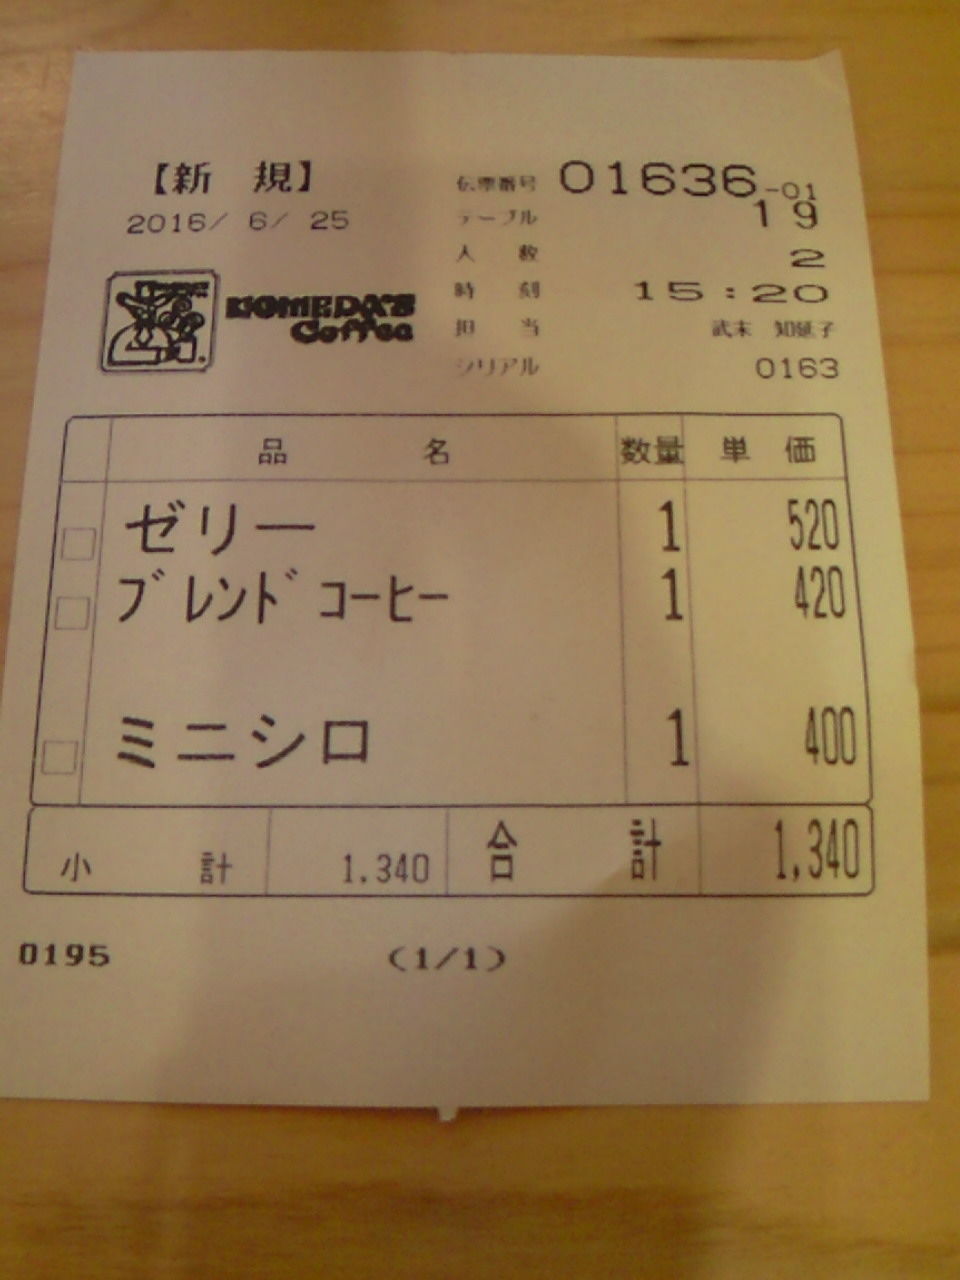 【新 規】
2016/ 6/ 25
KOMEDA'S
Coffee
伝票番号 01636-01
テーブル 19
人 数 2
時 刻 15:20
担 当 武末 知延子
シリアル 0163
品 名 数量 単 価
ゼリー 1 520
ブレンドコーヒー 1 420
ミニシロ 1 400
小 計 1,340 合 計 1,340
0195 (1/1)